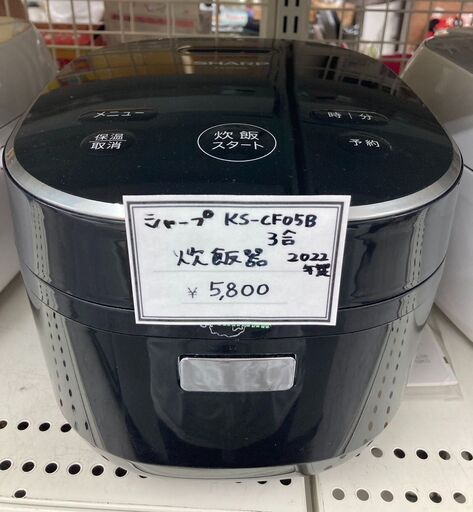 SHARP
メニュー
時 | 分
保温
取消
炊飯
スタート
予約
シャープ KS-CF05B
3合
炊飯器 2022
年製
¥ 5,800